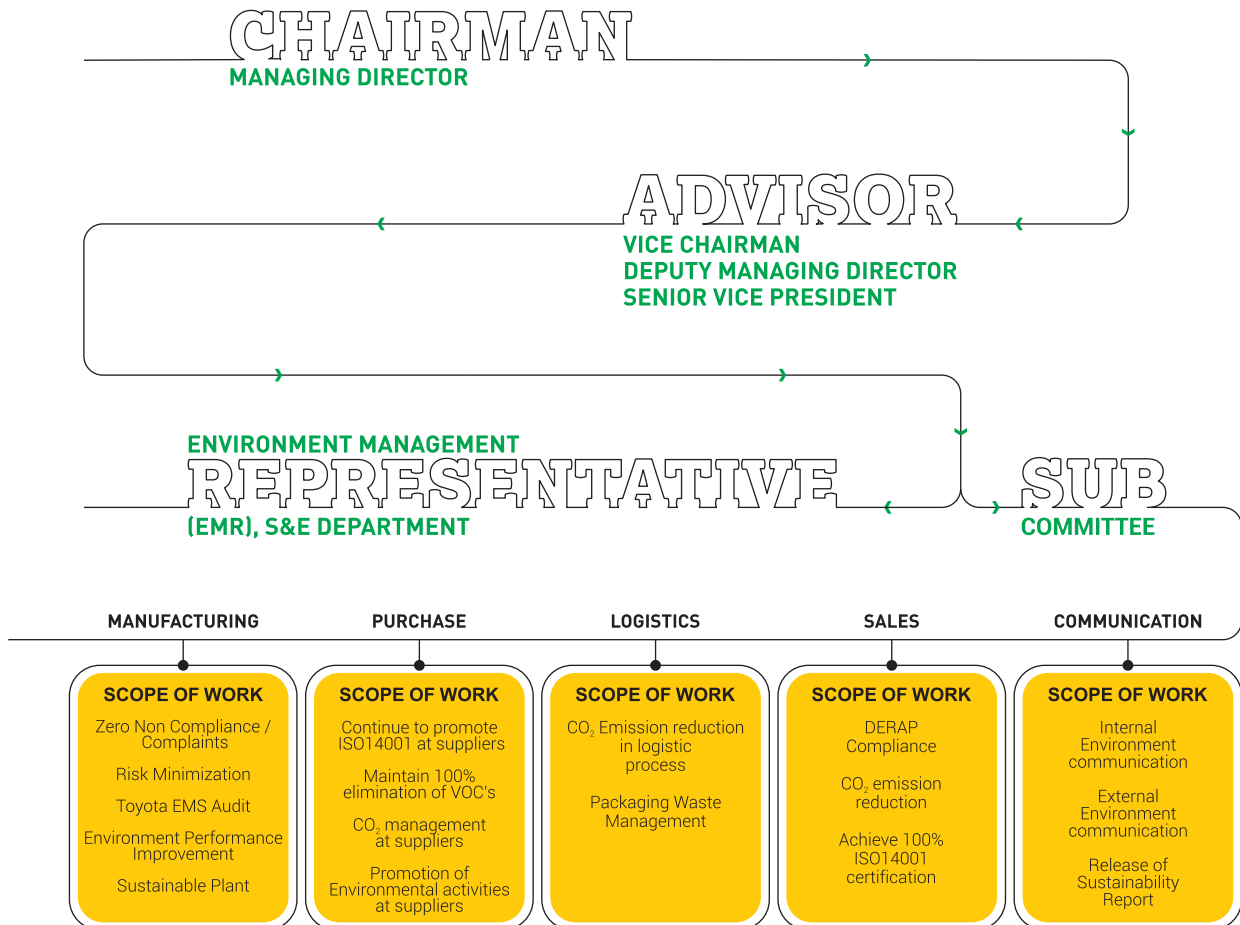 CHAIRMAN
MANAGING DIRECTOR
ADVISOR
VICE CHAIRMAN
DEPUTY MANAGING DIRECTOR
SENIOR VICE PRESIDENT
ENVIRONMENT MANAGEMENT
REPRESENTATIVE
(EMR), S&E DEPARTMENT
SUB
COMMITTEE
MANUFACTURING
SCOPE OF WORK
Zero Non Compliance /
Complaints
Risk Minimization
Toyota EMS Audit
Environment Performance
Improvement
Sustainable Plant
PURCHASE
SCOPE OF WORK
Continue to promote
ISO14001 at suppliers
Maintain 100%
elimination of VOC's
CO₂ management
at suppliers
Promotion of
Environmental activities
at suppliers
LOGISTICS
SCOPE OF WORK
CO₂ Emission reduction
in logistic
process
Packaging Waste
Management
SALES
SCOPE OF WORK
DERAP
Compliance
CO₂ emission
reduction
Achieve 100%
ISO14001
certification
COMMUNICATION
SCOPE OF WORK
Internal
Environment
communication
External
Environment
communication
Release of
Sustainability
Report